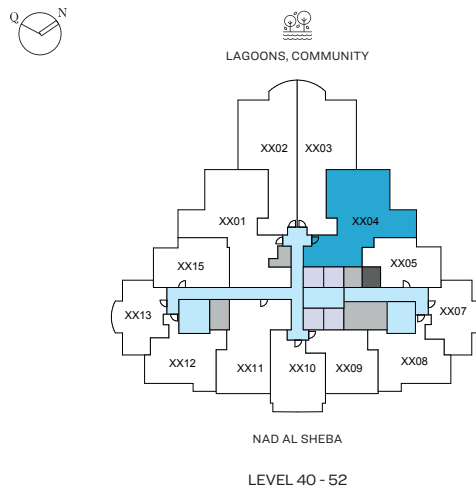 Q N
LAGOONS, COMMUNITY
XX02 XX03
XX01 XX04
XX15 XX05
XX13 XX07
XX12 XX11 XX10 XX09 XX08
NAD AL SHEBA
LEVEL 40 - 52